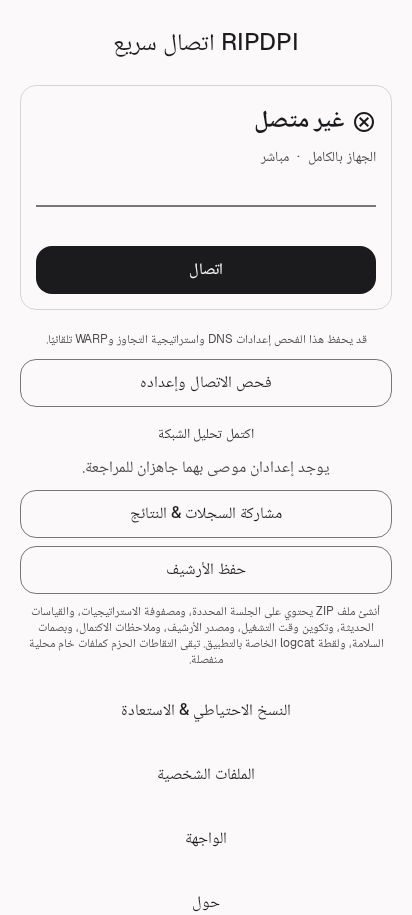 RIPDPI اتصال سريع
غير متصل
الجهاز بالكامل · مباشر
اتصال
قد يحفظ هذا الفحص إعدادات DNS واستراتيجية التجاوز وWARP تلقائيًا.
فحص الاتصال وإعداده
اكتمل تحليل الشبكة
يوجد إعدادان موصى بهما جاهزان للمراجعة.
مشاركة السجلات & النتائج
حفظ الأرشيف
أنشئ ملف ZIP يحتوي على الجلسة المحددة، ومصفوفة الاستراتيجيات، والقياسات
الحديثة، وتكوين وقت التشغيل، ومصدر الأرشيف، وملاحظات الاكتمال، وبصمات
السلامة، ولقطة logcat الخاصة بالتطبيق. تبقى التقاطات الحزم كملفات خام محلية
منفصلة.
النسخ الاحتياطي & الاستعادة
الملفات الشخصية
الواجهة
حول